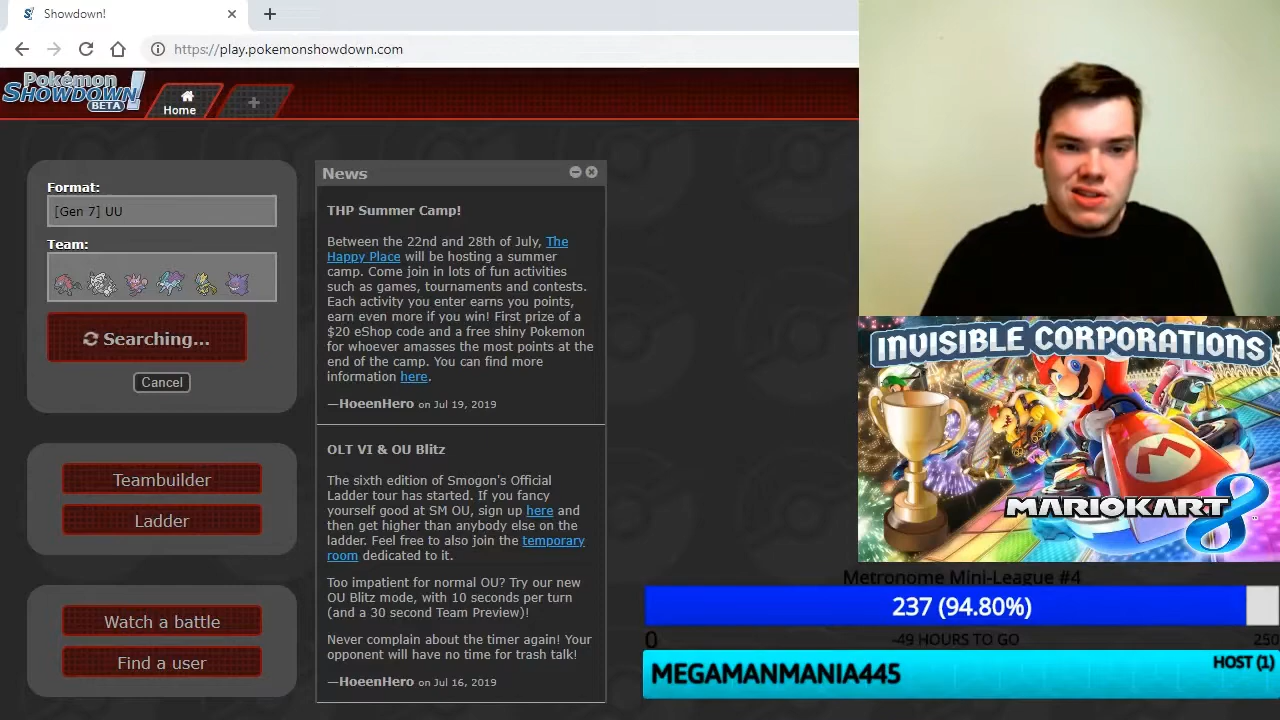 Showdown!
https://play.pokemonshowdown.com
Pokémon
SHOWDOWN!
BETA
Home
Format:
[Gen 7] UU
Team:
Searching...
Cancel
Teambuilder
Ladder
Watch a battle
Find a user
News
THP Summer Camp!
Between the 22nd and 28th of July, The
Happy Place will be hosting a summer
camp. Come join in lots of fun activities
such as games, tournaments and contests.
Each activity you enter earns you points,
earn even more if you win! First prize of a
$20 eShop code and a free shiny Pokemon
for whoever amasses the most points at the
end of the camp. You can find more
information here.
—HoeenHero on Jul 19, 2019
OLT VI & OU Blitz
The sixth edition of Smogon's Official
Ladder tour has started. If you fancy
yourself good at SM OU, sign up here and
then get higher than anybody else on the
ladder. Feel free to also join the temporary
room dedicated to it.
Too impatient for normal OU? Try our new
OU Blitz mode, with 10 seconds per turn
(and a 30 second Team Preview)!
Never complain about the timer again! Your
opponent will have no time for trash talk!
—HoeenHero on Jul 16, 2019
INVISIBLE CORPORATIONS
MARIOKART 8
Metronome Mini-League #4
237 (94.80%)
0 -49 HOURS TO GO 250
MEGAMANMANIA445 HOST (1)